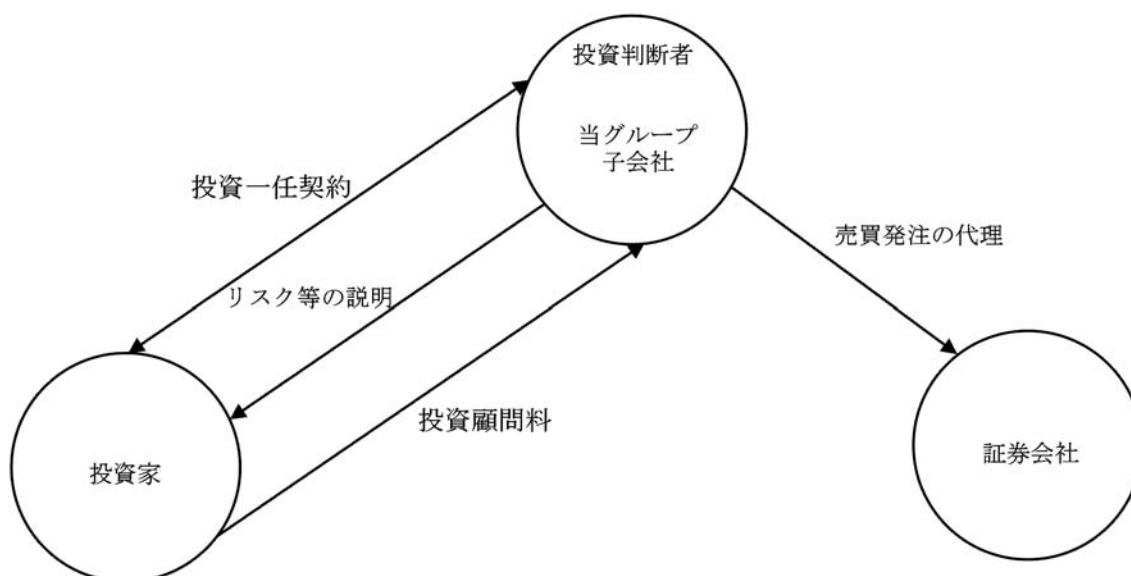 投資判断者
当グループ
子会社
投資一任契約
売買発注の代理
リスク等の説明
投資顧問料
投資家
証券会社